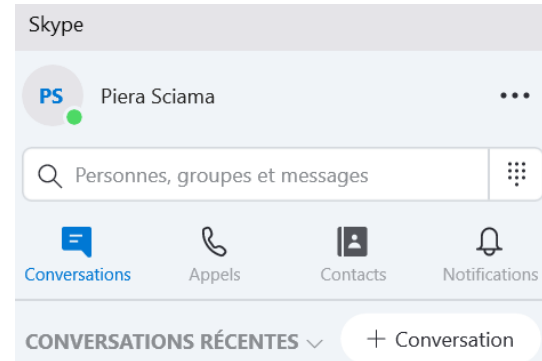 Skype
PS Piera Sciama
Personnes, groupes et messages
Conversations Appels Contacts Notifications
CONVERSATIONS RÉCENTES + Conversation